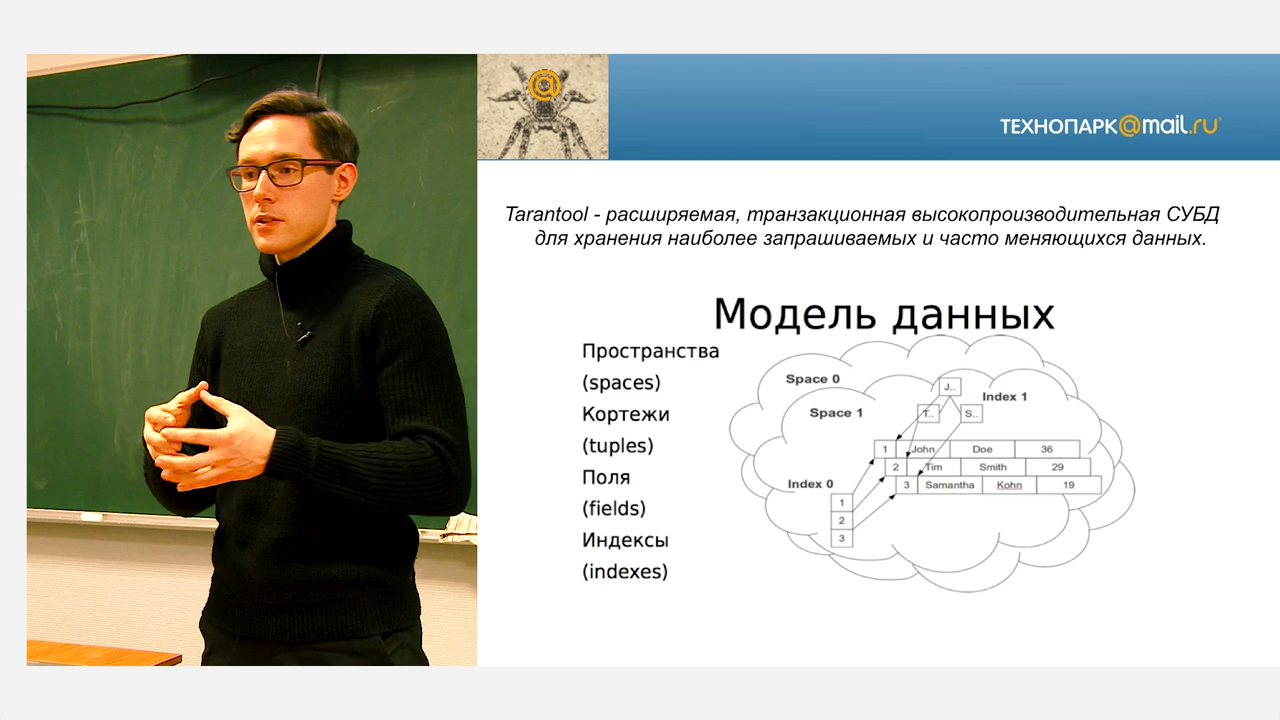 ТЕХНОПАРК@mail.ru
Tarantool - расширяемая, транзакционная высокопроизводительная СУБД
для хранения наиболее запрашиваемых и часто меняющихся данных.
Модель данных
Пространства
(spaces)
Кортежи
(tuples)
Поля
(fields)
Индексы
(indexes)
Space 0
J..
Index 1
Space 1
T.. S..
1 John Doe 36
2 Tim Smith 29
3 Samantha Kohn 19
Index 0
1
2
3